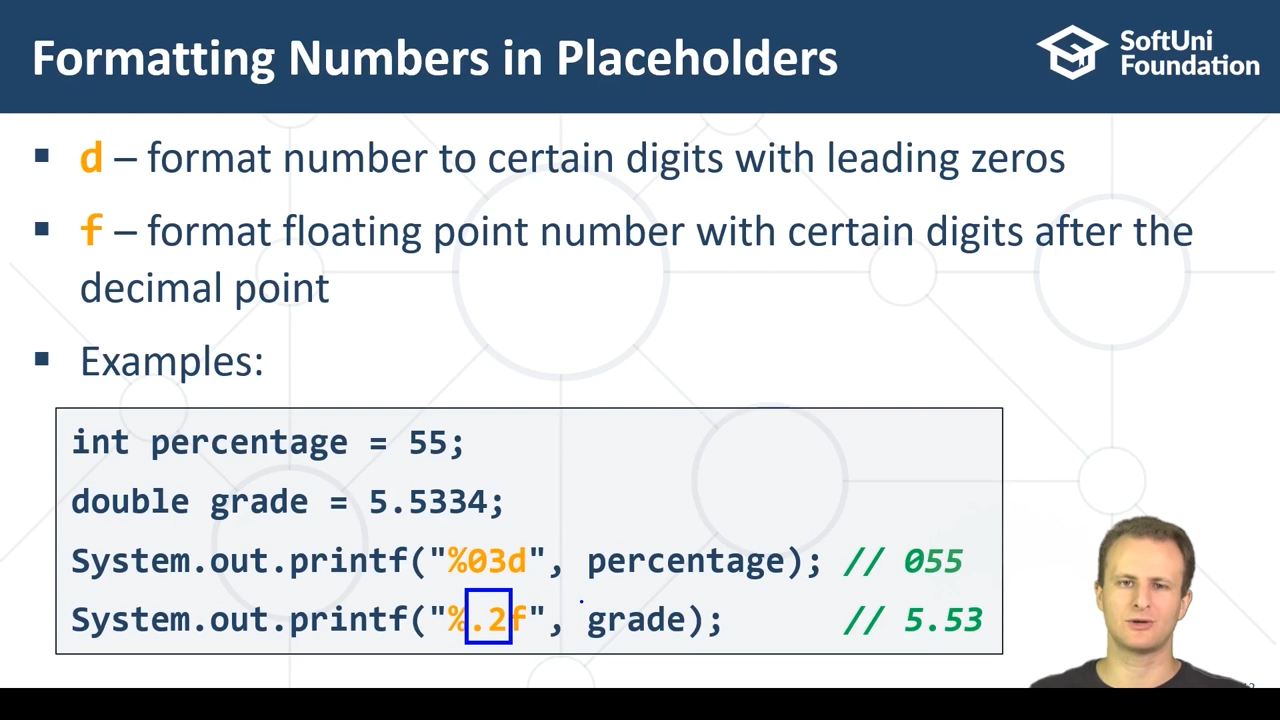 Formatting Numbers in Placeholders
SoftUni
Foundation
d – format number to certain digits with leading zeros
f – format floating point number with certain digits after the
decimal point
Examples:
int percentage = 55;
double grade = 5.5334;
System.out.printf("%03d", percentage); // 055
System.out.printf("%.2f", grade); // 5.53